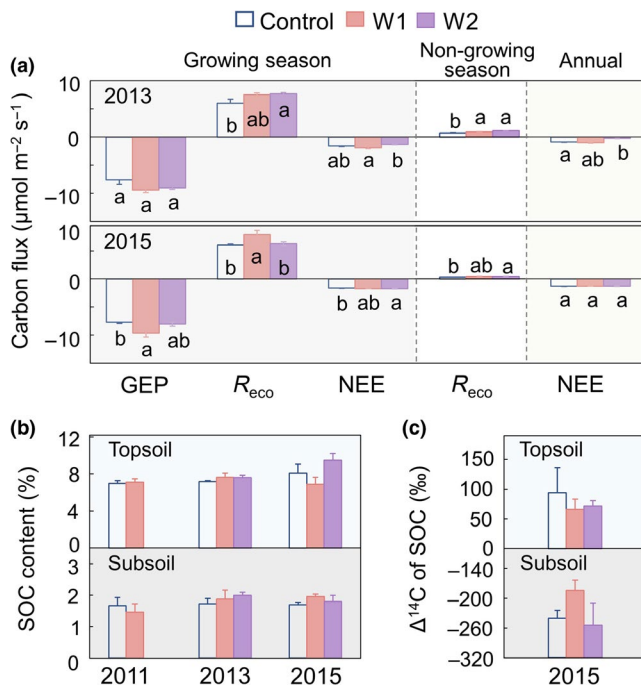 Control W1 W2
(a) Growing season Non-growing season Annual
Carbon flux (μmol m⁻² s⁻¹)
10
0
−10
2013
a a a
b ab a
ab a b
b a a
a ab b
10
0
−10
2015
b a ab
b a b
b ab a
b ab a
a a a
GEP Reco NEE Reco NEE
(b)
SOC content (%)
12
8
4
0
Topsoil
3
2
1
0
Subsoil
2011 2013 2015
(c)
Δ¹⁴C of SOC (‰)
Topsoil
150
100
50
0
Subsoil
−140
−200
−260
−320
2015